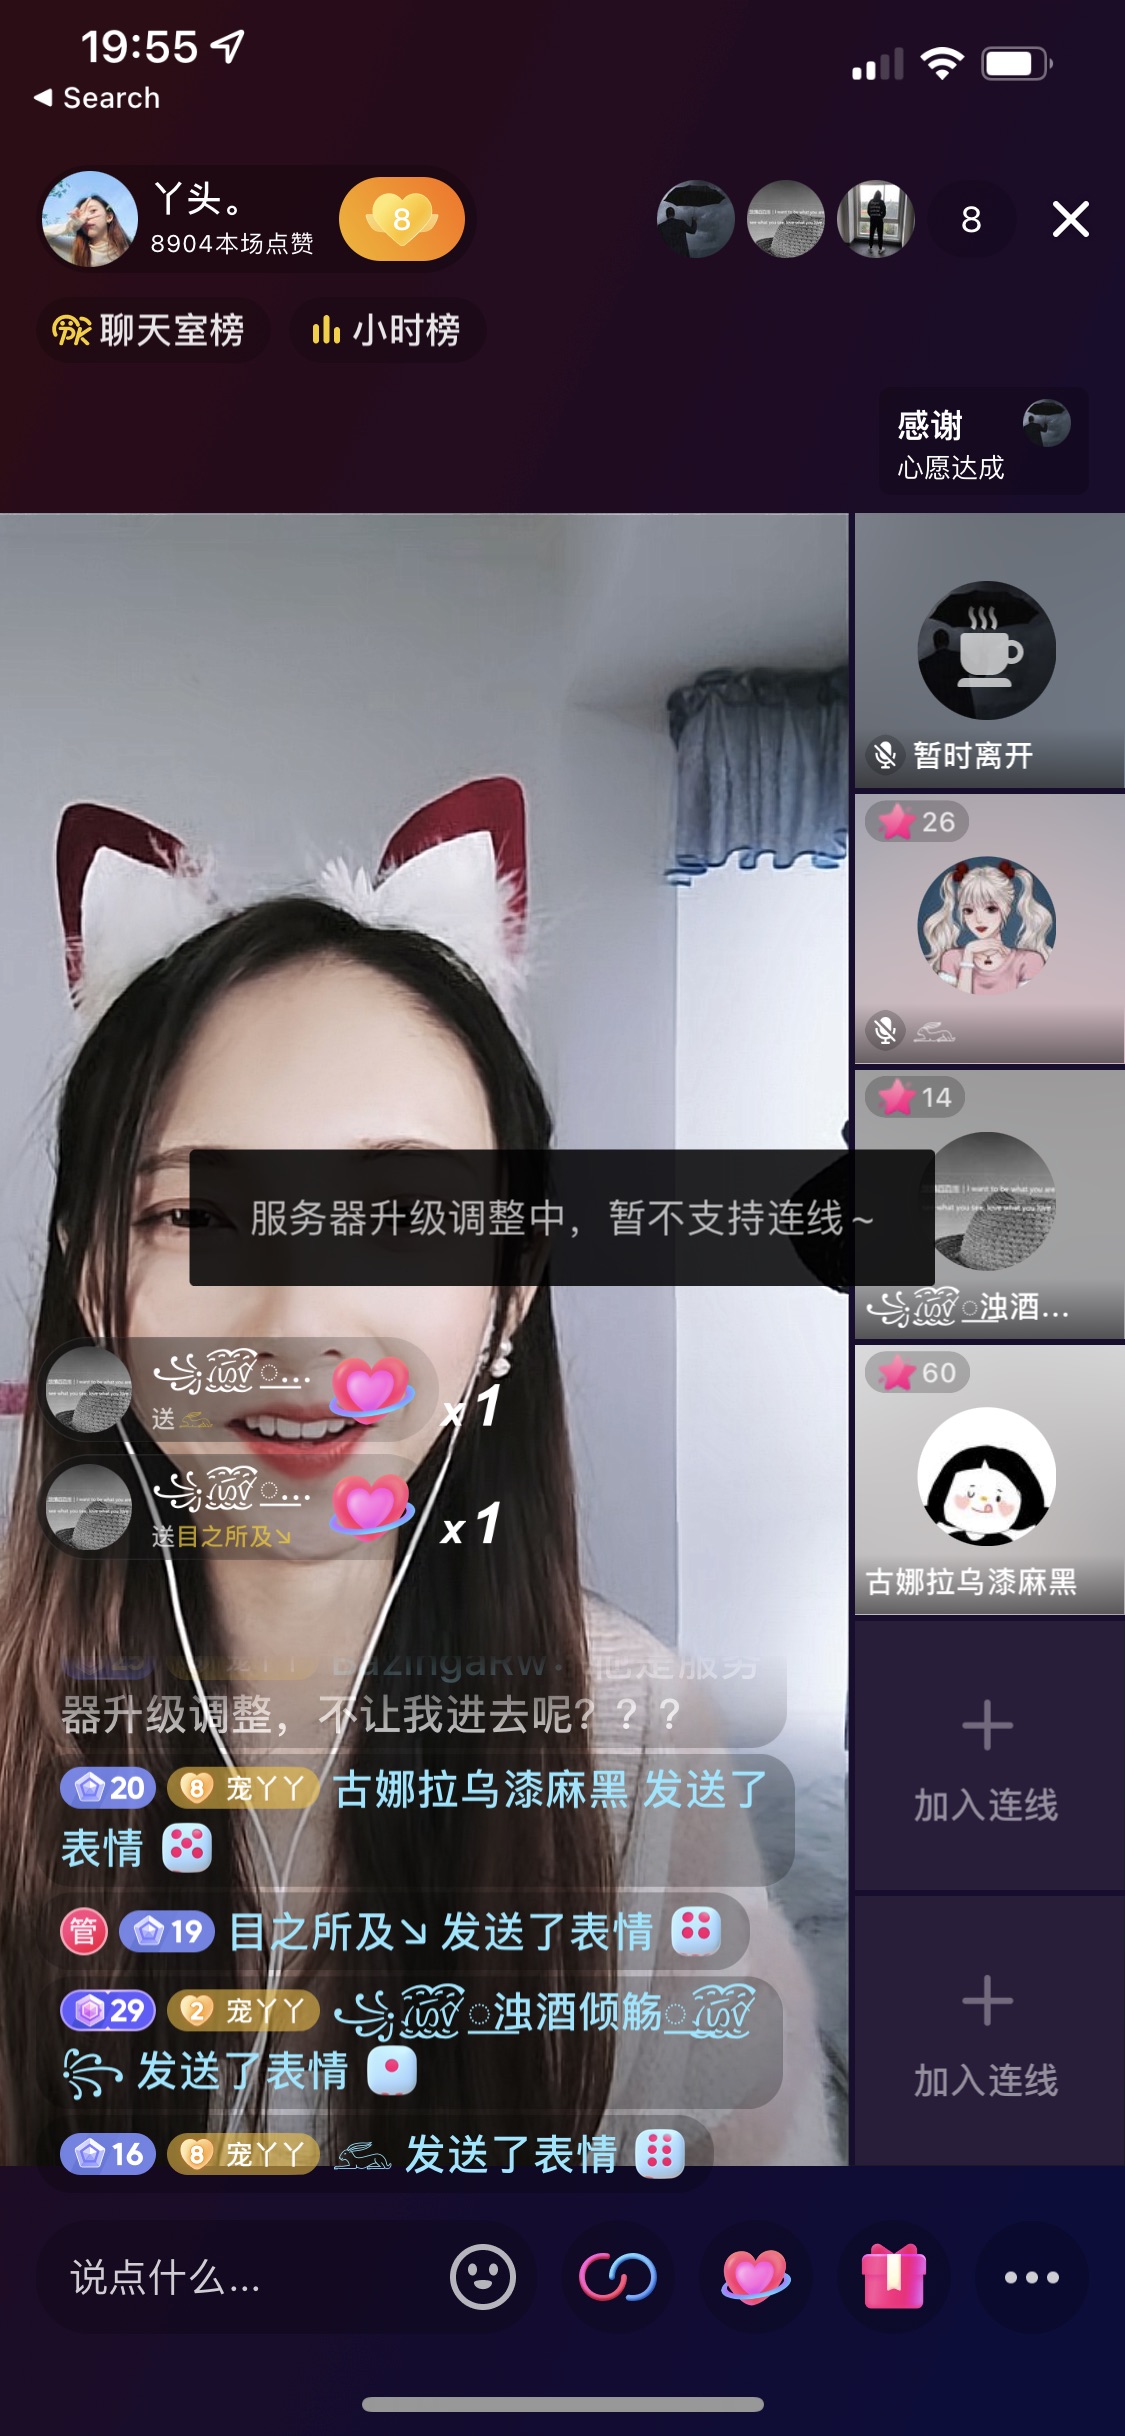 19:55
◀ Search
丫头。
8904本场点赞
8
8
聊天室榜
小时榜
感谢
心愿达成
暂时离开
26
14
服务器升级调整中，暂不支持连线~
浊酒...
60
古娜拉乌漆麻黑
送
x1
送目之所及↘
x1
BazingaRw：他是服务
器升级调整，不让我进去呢？？？
20 8 宠丫丫 古娜拉乌漆麻黑 发送了
表情
管 19 目之所及↘ 发送了表情
29 2 宠丫丫 浊酒倾觞
发送了表情
16 8 宠丫丫 发送了表情
加入连线
加入连线
说点什么...